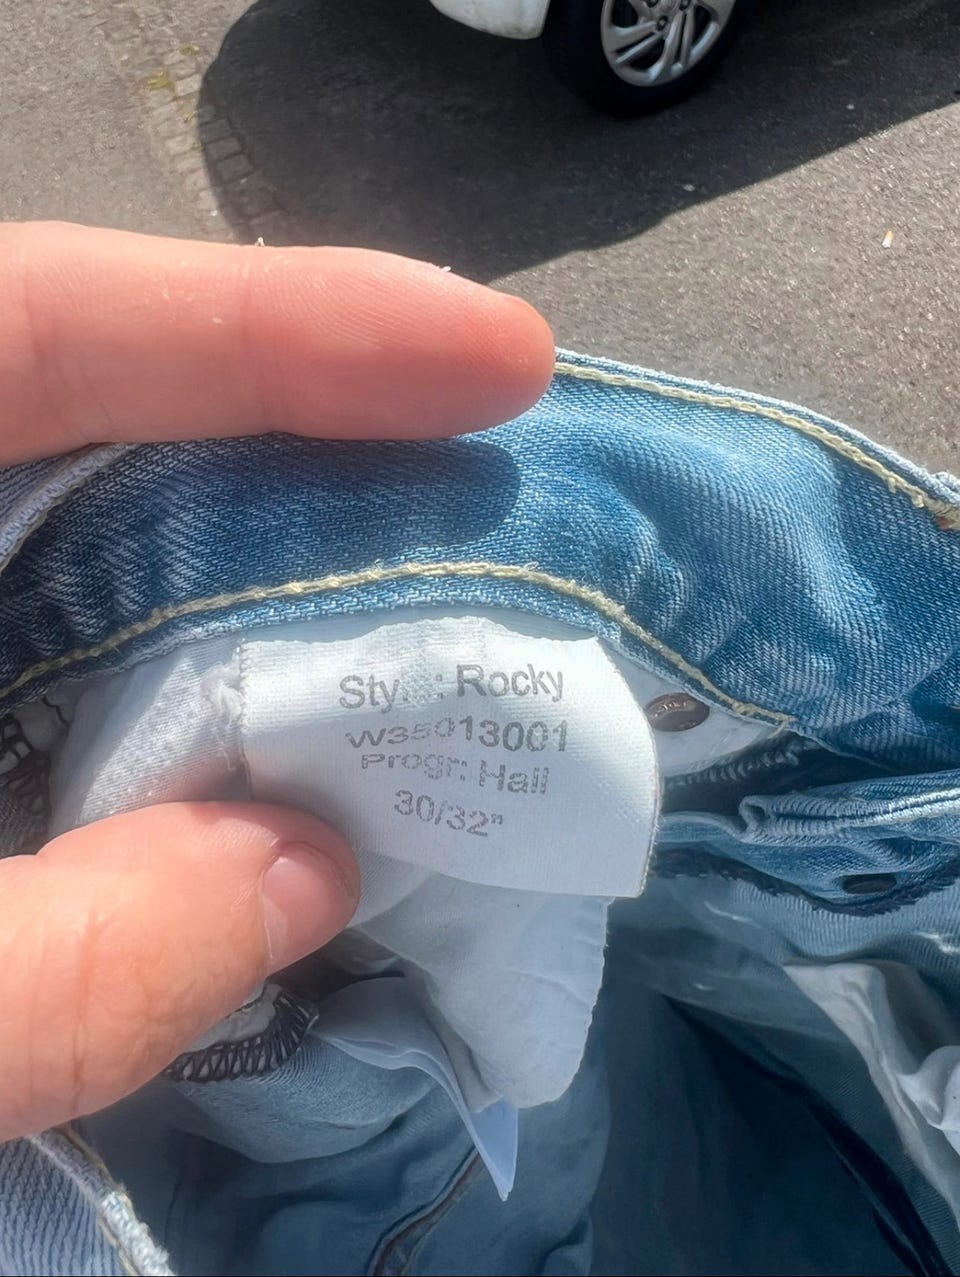 Style: Rocky
W35013001
Progr: Hall
30/32"